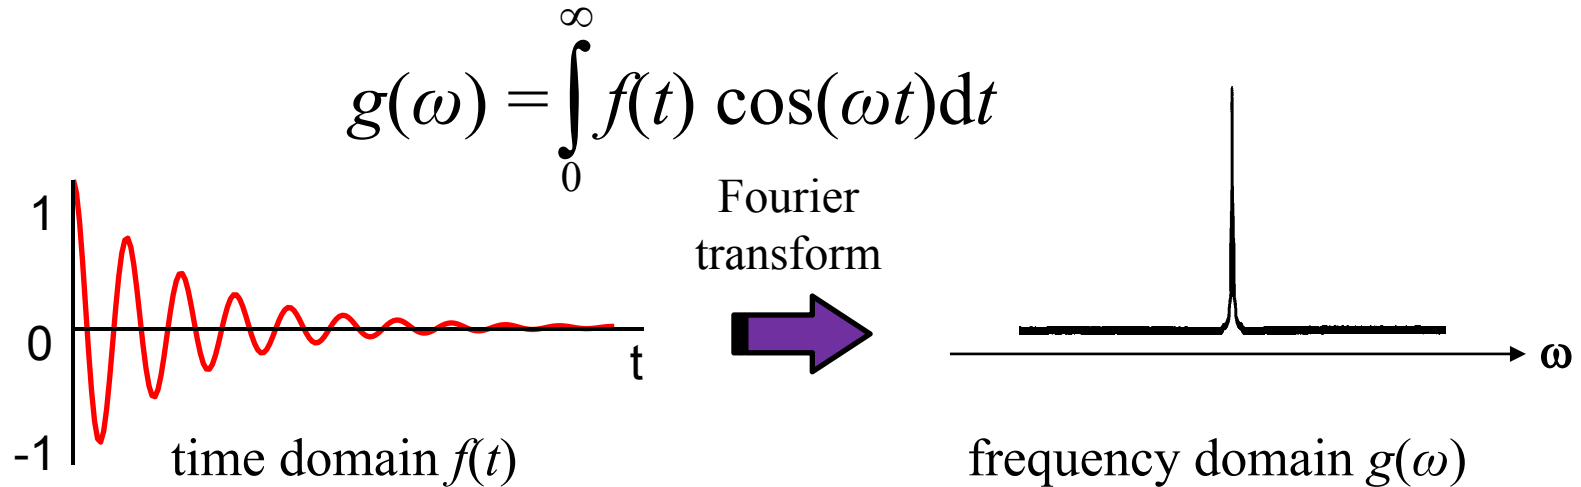 g(ω) = ∫₀^∞ f(t) cos(ωt)dt
Fourier
transform
1
0
-1
t
ω
time domain f(t)
frequency domain g(ω)